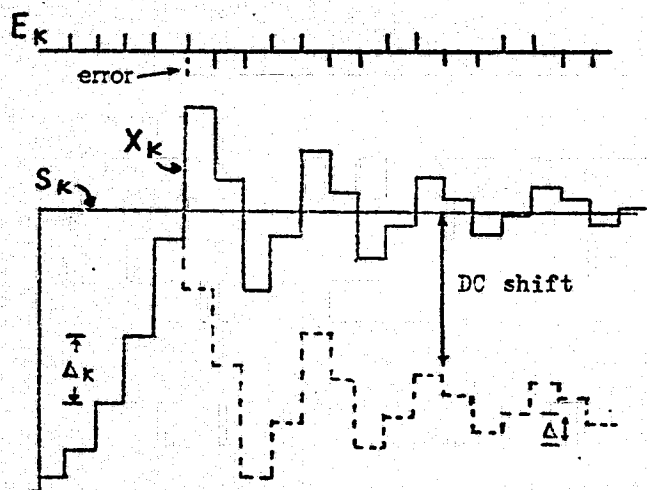 E_K
error
X_K
S_K
DC shift
Δ_K
Δ